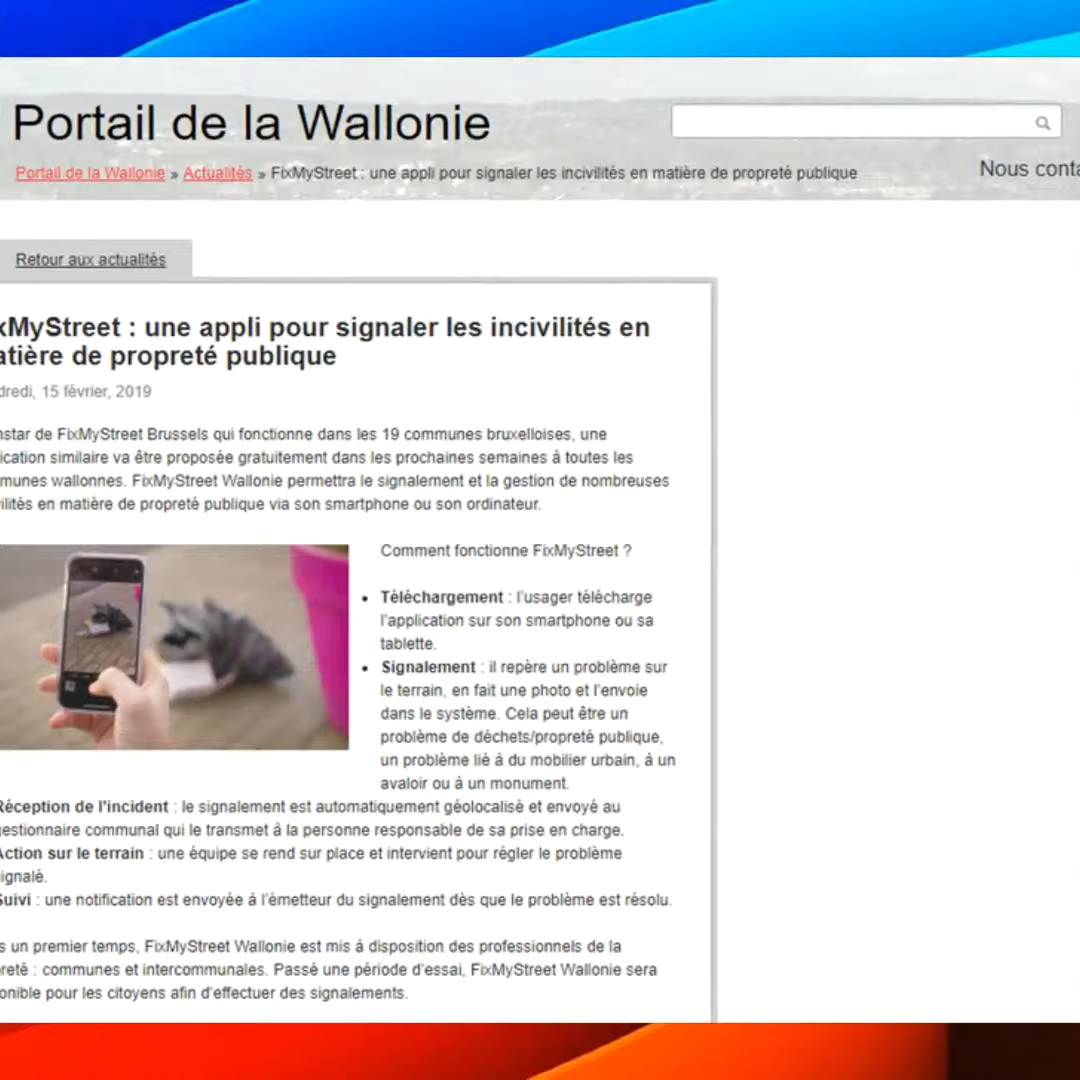 Portail de la Wallonie
Portail de la Wallonie » Actualités » FixMyStreet : une appli pour signaler les incivilités en matière de propreté publique
Nous conta
Retour aux actualités
xMyStreet : une appli pour signaler les incivilités en
atière de propreté publique
dredi, 15 février, 2019
nstar de FixMyStreet Brussels qui fonctionne dans les 19 communes bruxelloises, une
ication similaire va être proposée gratuitement dans les prochaines semaines à toutes les
munes wallonnes. FixMyStreet Wallonie permettra le signalement et la gestion de nombreuses
vilités en matière de propreté publique via son smartphone ou son ordinateur.
Comment fonctionne FixMyStreet ?
• Téléchargement : l'usager télécharge
l'application sur son smartphone ou sa
tablette.
• Signalement : il repère un problème sur
le terrain, en fait une photo et l'envoie
dans le système. Cela peut être un
problème de déchets/propreté publique,
un problème lié à du mobilier urbain, à un
avaloir ou à un monument.
Réception de l'incident : le signalement est automatiquement géolocalisé et envoyé au
gestionnaire communal qui le transmet à la personne responsable de sa prise en charge.
Action sur le terrain : une équipe se rend sur place et intervient pour régler le problème
signalé.
Suivi : une notification est envoyée à l'émetteur du signalement dès que le problème est résolu.
s un premier temps, FixMyStreet Wallonie est mis à disposition des professionnels de la
reté : communes et intercommunales. Passé une période d'essai, FixMyStreet Wallonie sera
onible pour les citoyens afin d'effectuer des signalements.